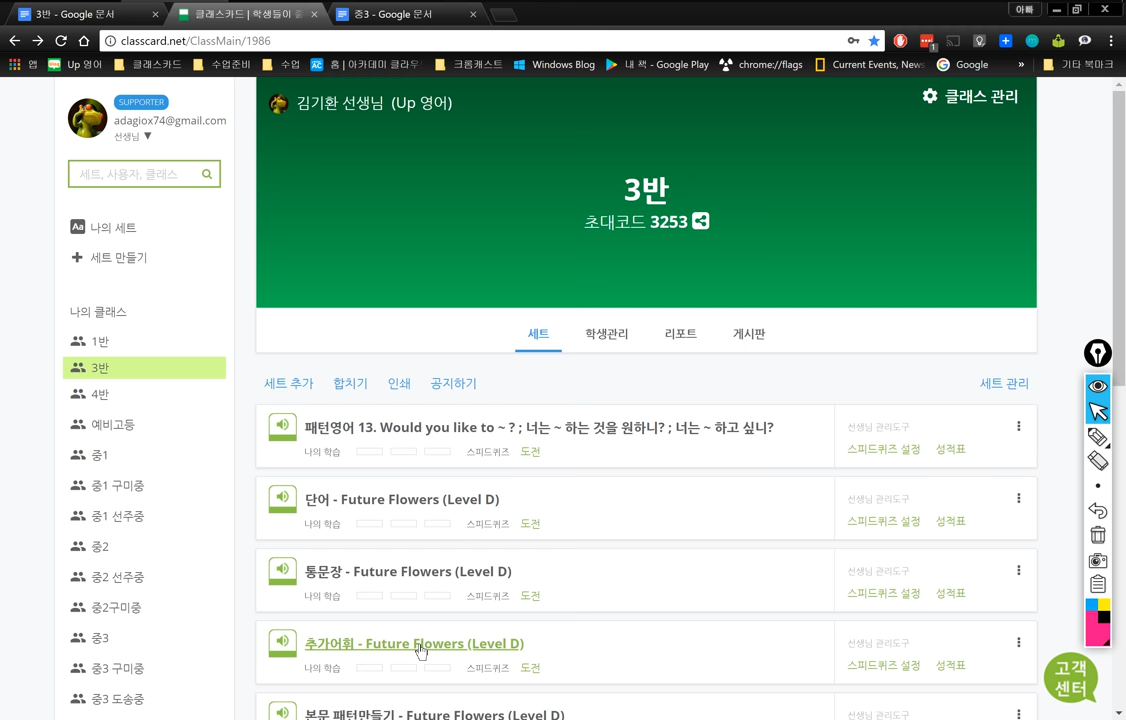 3반 - Google 문서
클래스카드 | 학생들이 좋
중3 - Google 문서
아빠
classcard.net/ClassMain/1986
1
앱
Up 영어
클래스카드
수업준비
수업
홈 | 아카데미 클라우
크롬캐스트
Windows Blog
내 책 - Google Play
chrome://flags
Current Events, News
Google
»
기타 북마크
SUPPORTER
adagiox74@gmail.com
선생님 ▼
세트, 사용자, 클래스
Aa 나의 세트
+ 세트 만들기
나의 클래스
1반
3반
4반
예비고등
중1
중1 구미중
중1 선주중
중2
중2 선주중
중2구미중
중3
중3 구미중
중3 도송중
김기환 선생님 (Up 영어)
클래스 관리
3반
초대코드 3253
세트 학생관리 리포트 게시판
세트 추가 합치기 인쇄 공지하기 세트 관리
패턴영어 13. Would you like to ~ ? ; 너는 ~ 하는 것을 원하니? ; 너는 ~ 하고 싶니?
나의 학습 스피드퀴즈 도전
선생님 관리도구
스피드퀴즈 설정 성적표
단어 - Future Flowers (Level D)
나의 학습 스피드퀴즈 도전
선생님 관리도구
스피드퀴즈 설정 성적표
통문장 - Future Flowers (Level D)
나의 학습 스피드퀴즈 도전
선생님 관리도구
스피드퀴즈 설정 성적표
추가어휘 - Future Flowers (Level D)
나의 학습 스피드퀴즈 도전
선생님 관리도구
스피드퀴즈 설정 성적표
본문 패턴만들기 - Future Flowers (Level D)
선생님 관리도구
고객
센터